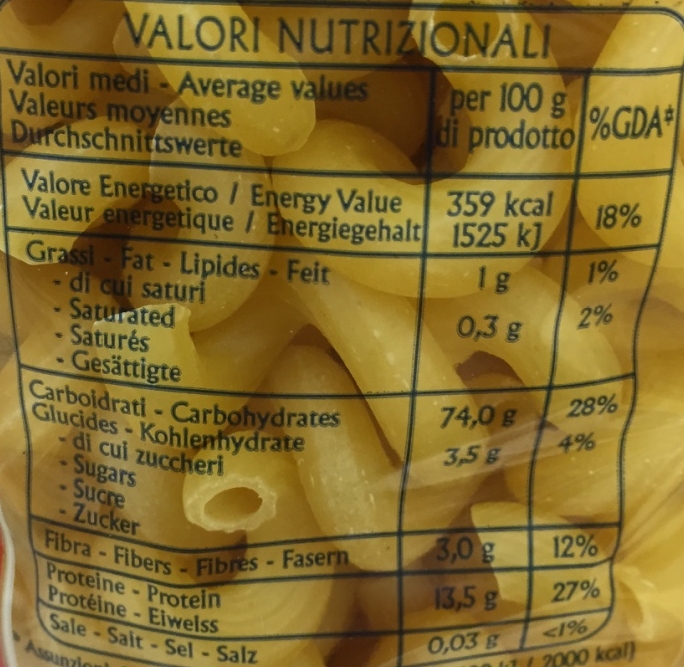 VALORI NUTRIZIONALI
Valori medi - Average values
Valeurs moyennes
Durchschnittswerte
per 100 g
di prodotto
%GDA*
Valore Energetico / Energy Value
Valeur énergetique / Energiegehalt
359 kcal
1525 kJ
18%
Grassi - Fat - Lipides - Feit
1 g
1%
- di cui saturi
- Saturated
- Saturés
- Gesättigte
0,3 g
2%
Carboidrati - Carbohydrates
Glucides - Kohlenhydrate
74,0 g
28%
- di cui zuccheri
- Sugars
- Sucre
- Zucker
3,5 g
4%
Fibra - Fibers - Fibres - Fasern
3,0 g
12%
Proteine - Protein
Protéine - Eiweiss
13,5 g
27%
Sale - Salt - Sel - Salz
0,03 g
<1%
/ 2000 kcal)